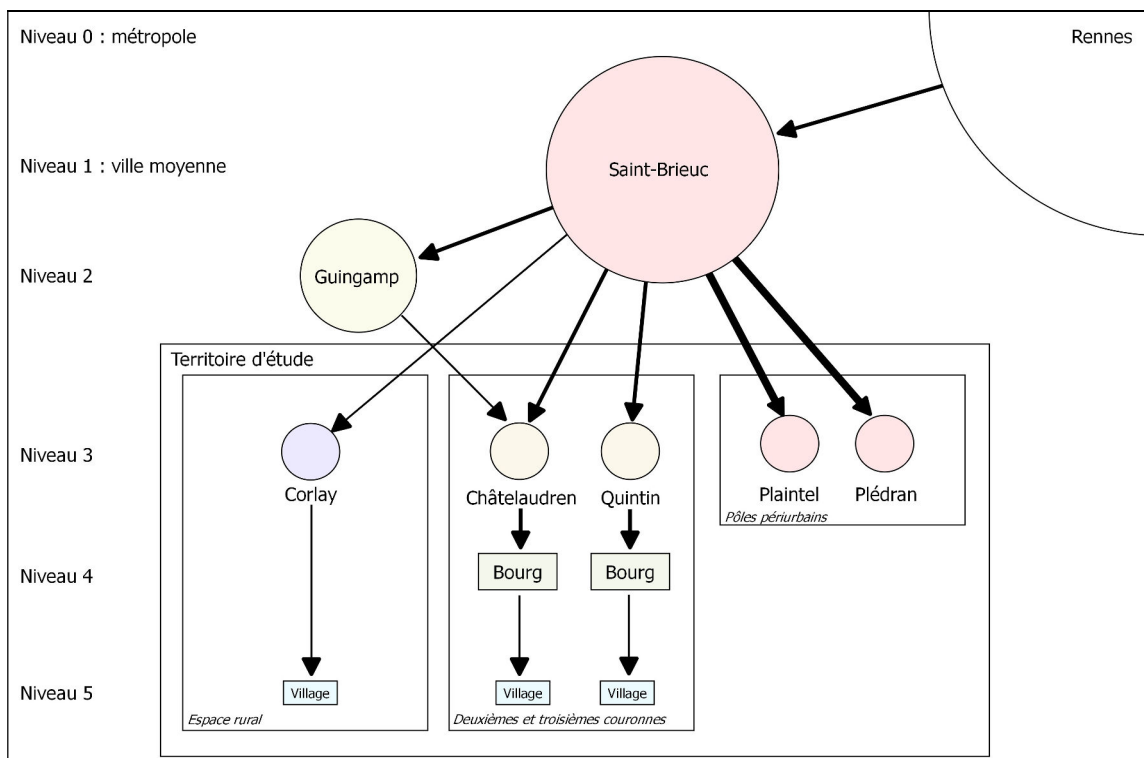 Niveau 0 : métropole
Rennes
Niveau 1 : ville moyenne
Saint-Brieuc
Niveau 2
Guingamp
Territoire d'étude
Niveau 3
Corlay
Châtelaudren
Quintin
Plaintel
Plédran
Pôles périurbains
Niveau 4
Bourg
Bourg
Niveau 5
Village
Village
Village
Espace rural
Deuxièmes et troisièmes couronnes